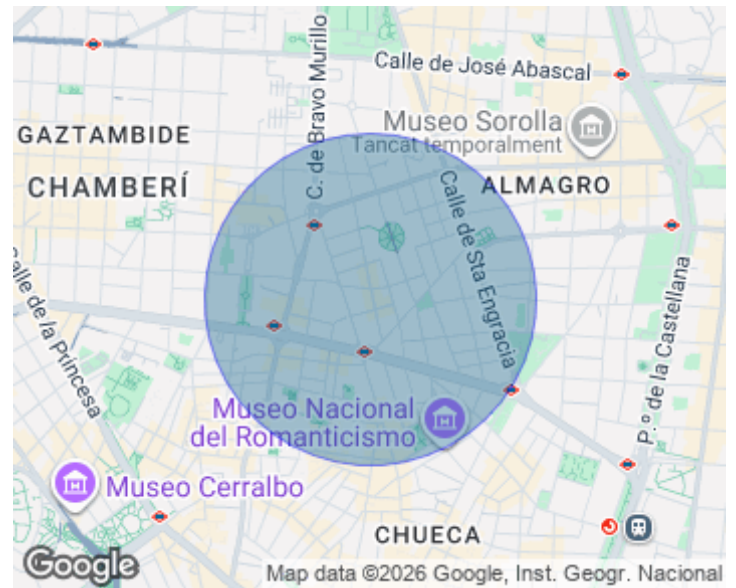 Calle de José Abascal
C. de Bravo Murillo
Museo Sorolla
Tancat temporalment
GAZTAMBIDE
CHAMBERÍ
ALMAGRO
Calle de Sta Engracia
Calle de la Princesa
P.º de la Castellana
Museo Nacional
del Romanticismo
Museo Cerralbo
CHUECA
Google
Map data ©2026 Google, Inst. Geogr. Nacional